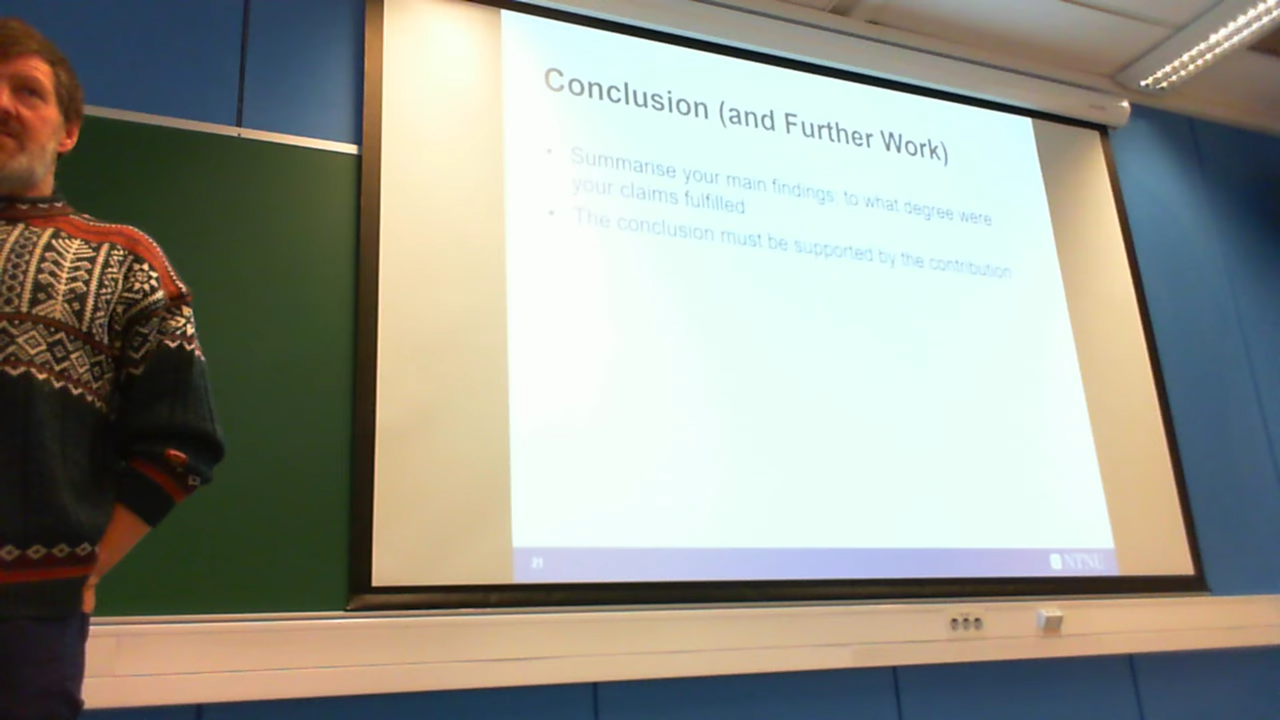 Conclusion (and Further Work)
• Summarise your main findings: to what degree were
your claims fulfilled
• The conclusion must be supported by the contribution
21
NTNU